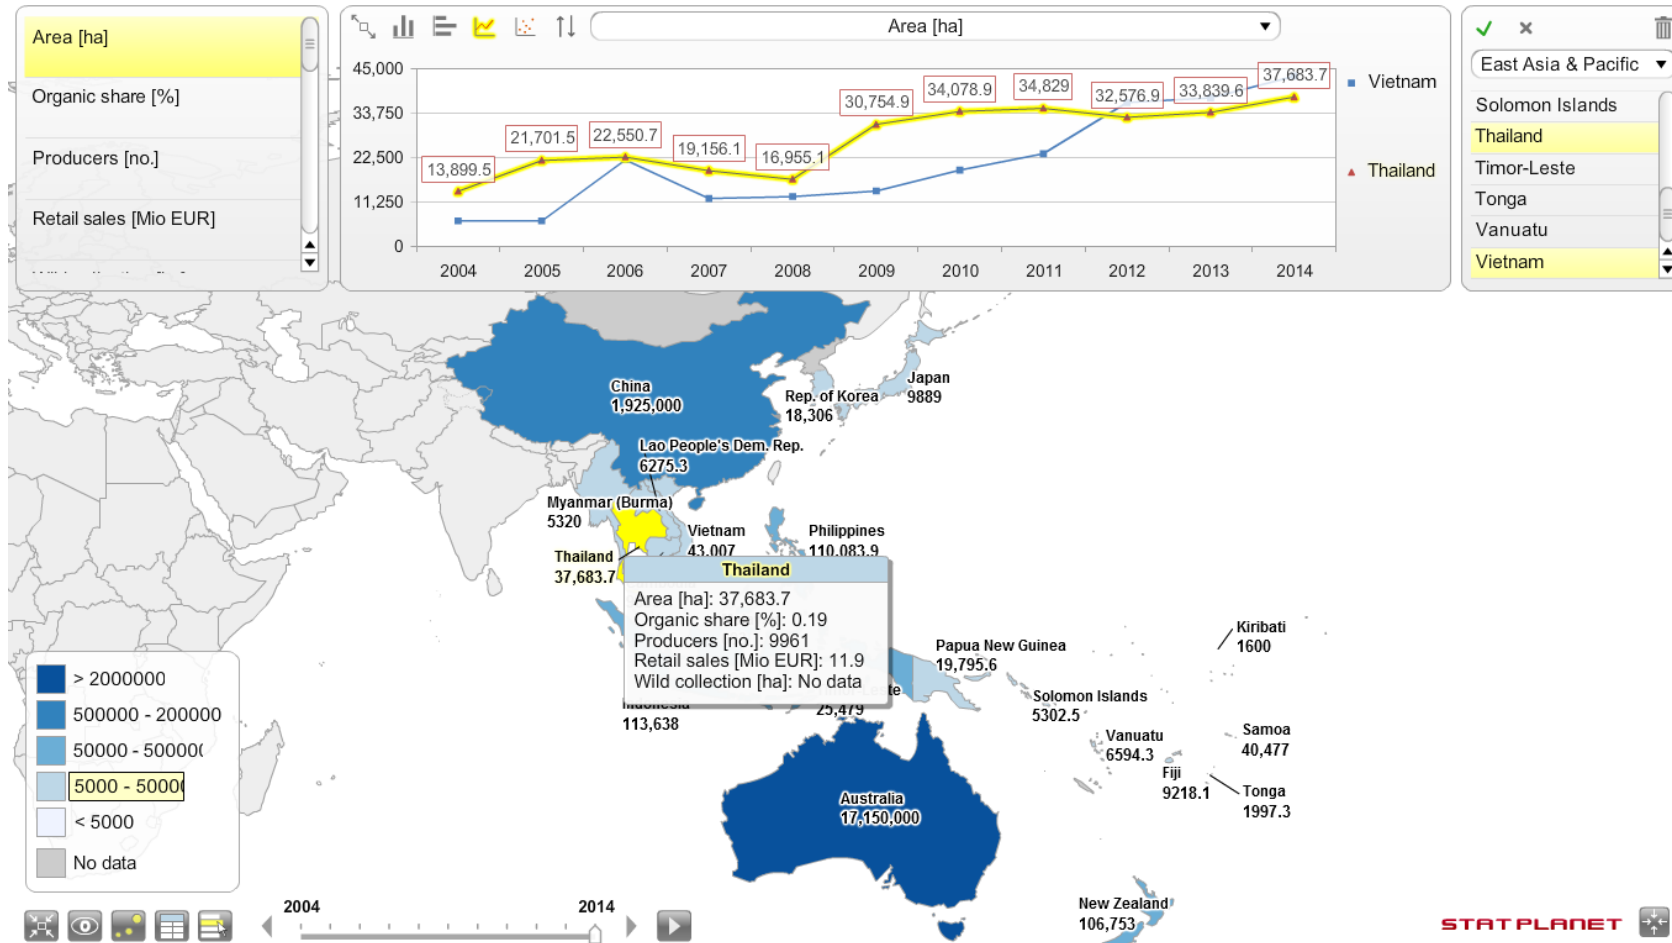 Area [ha]
Organic share [%]
Producers [no.]
Retail sales [Mio EUR]
Area [ha]
45,000
33,750
22,500
11,250
0
13,899.5
21,701.5
22,550.7
19,156.1
16,955.1
30,754.9
34,078.9
34,829
32,576.9
33,839.6
37,683.7
2004 2005 2006 2007 2008 2009 2010 2011 2012 2013 2014
Vietnam
Thailand
East Asia & Pacific
Solomon Islands
Thailand
Timor-Leste
Tonga
Vanuatu
Vietnam
China
1,925,000
Japan
9889
Rep. of Korea
18,306
Lao People's Dem. Rep.
6275.3
Myanmar (Burma)
5320
Vietnam
43,007
Philippines
110,083.9
Thailand
37,683.7
Thailand
Area [ha]: 37,683.7
Organic share [%]: 0.19
Producers [no.]: 9961
Retail sales [Mio EUR]: 11.9
Wild collection [ha]: No data
Indonesia
113,638
25,479
Papua New Guinea
19,795.6
Kiribati
1600
Solomon Islands
5302.5
Vanuatu
6594.3
Samoa
40,477
Fiji
9218.1
Tonga
1997.3
Australia
17,150,000
New Zealand
106,753
> 2000000
500000 - 200000
50000 - 500000
5000 - 50000
< 5000
No data
2004
2014
STATPLANET